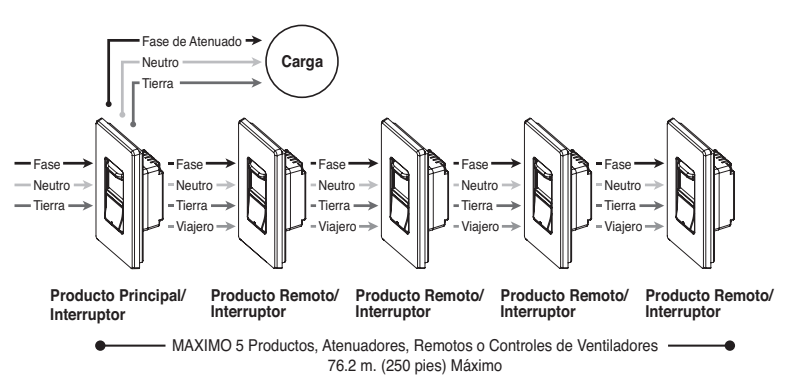 Fase de Atenuado
Neutro
Tierra
Carga
Fase
Fase
Fase
Fase
Fase
Neutro
Neutro
Neutro
Neutro
Neutro
Tierra
Tierra
Tierra
Tierra
Tierra
Viajero
Viajero
Viajero
Viajero
Producto Principal/
Interruptor
Producto Remoto/
Interruptor
Producto Remoto/
Interruptor
Producto Remoto/
Interruptor
Producto Remoto/
Interruptor
MAXIMO 5 Productos, Atenuadores, Remotos o Controles de Ventiladores
76.2 m. (250 pies) Máximo